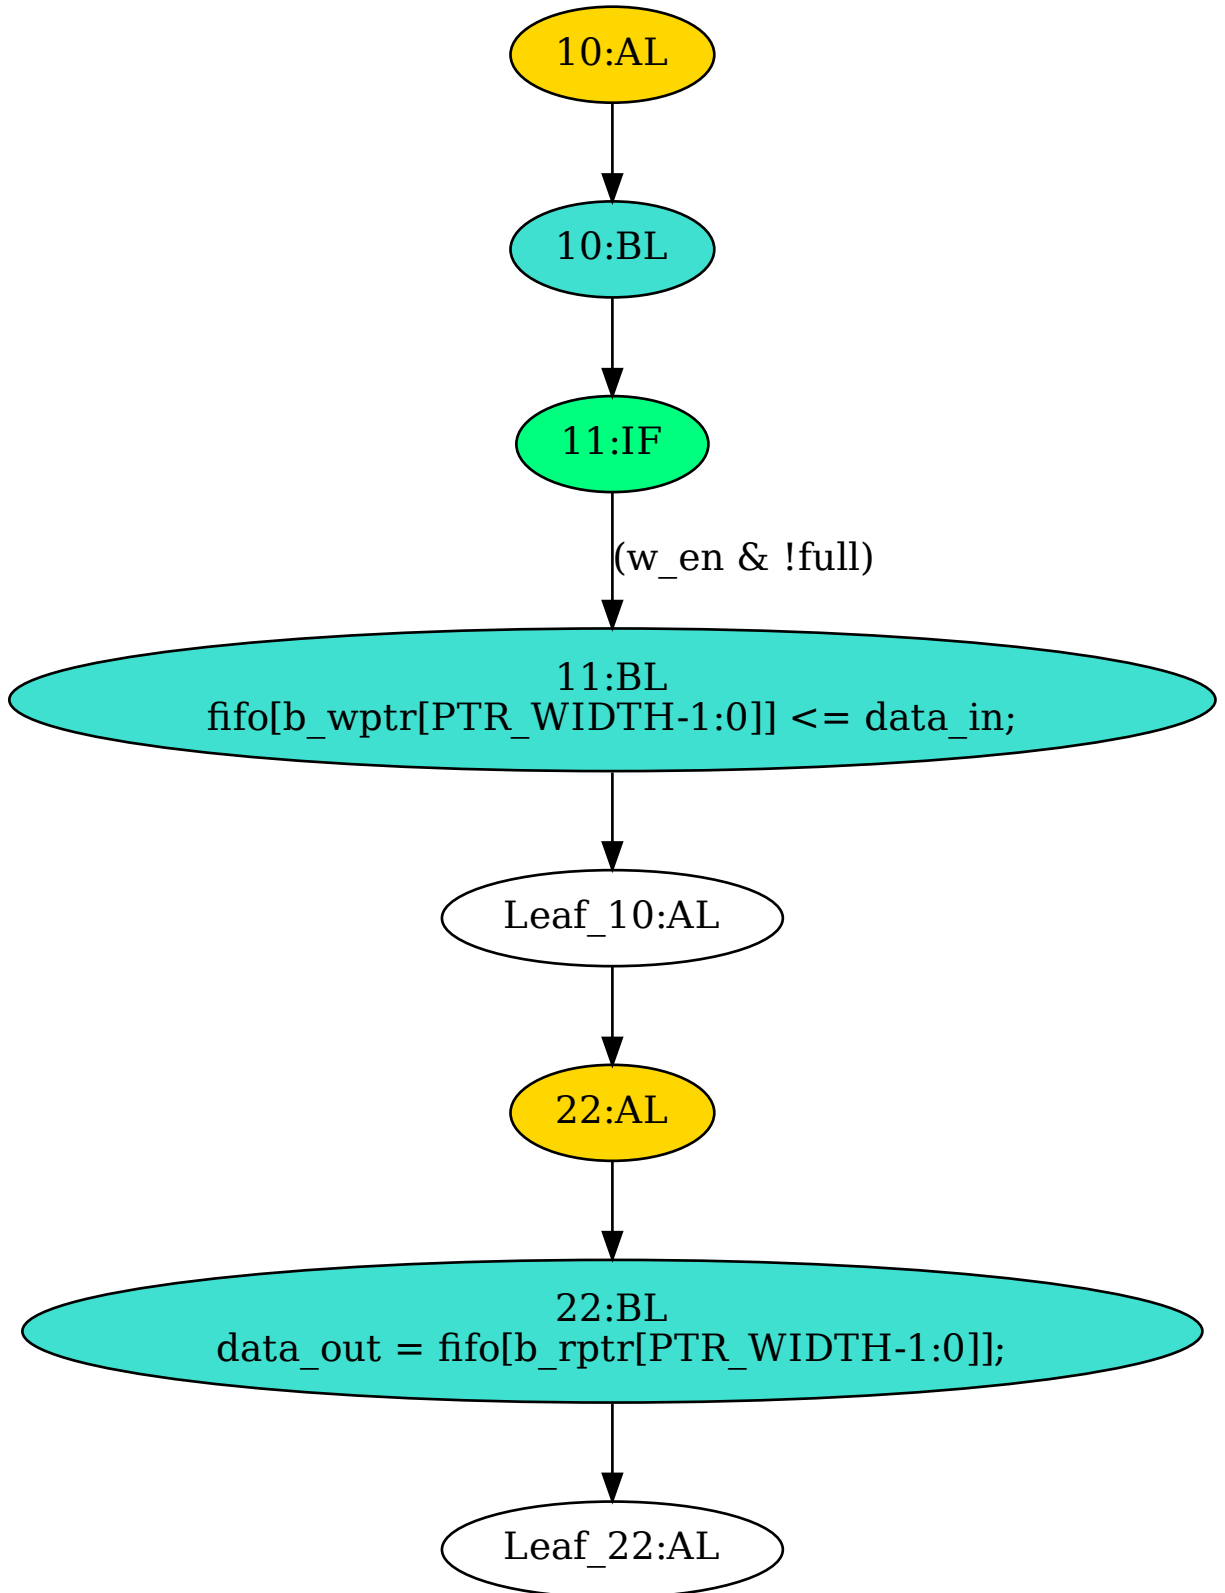 10:AL
10:BL
11:IF
(w_en & !full)
11:BL
fifo[b_wptr[PTR_WIDTH-1:0]] <= data_in;
Leaf_10:AL
22:AL
22:BL
data_out = fifo[b_rptr[PTR_WIDTH-1:0]];
Leaf_22:AL